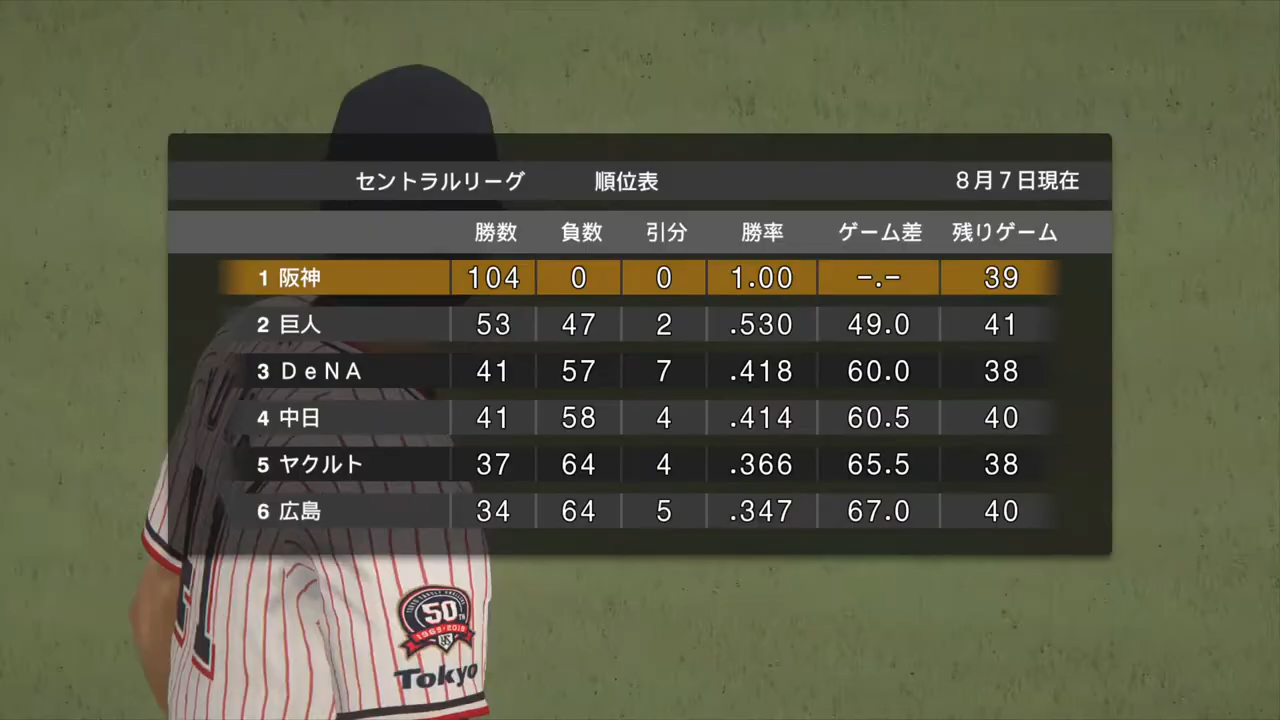 セントラルリーグ 順位表 8月7日現在
勝数 負数 引分 勝率 ゲーム差 残りゲーム
1 阪神 104 0 0 1.00 -.- 39
2 巨人 53 47 2 .530 49.0 41
3 DeNA 41 57 7 .418 60.0 38
4 中日 41 58 4 .414 60.5 40
5 ヤクルト 37 64 4 .366 65.5 38
6 広島 34 64 5 .347 67.0 40
50
Tokyo